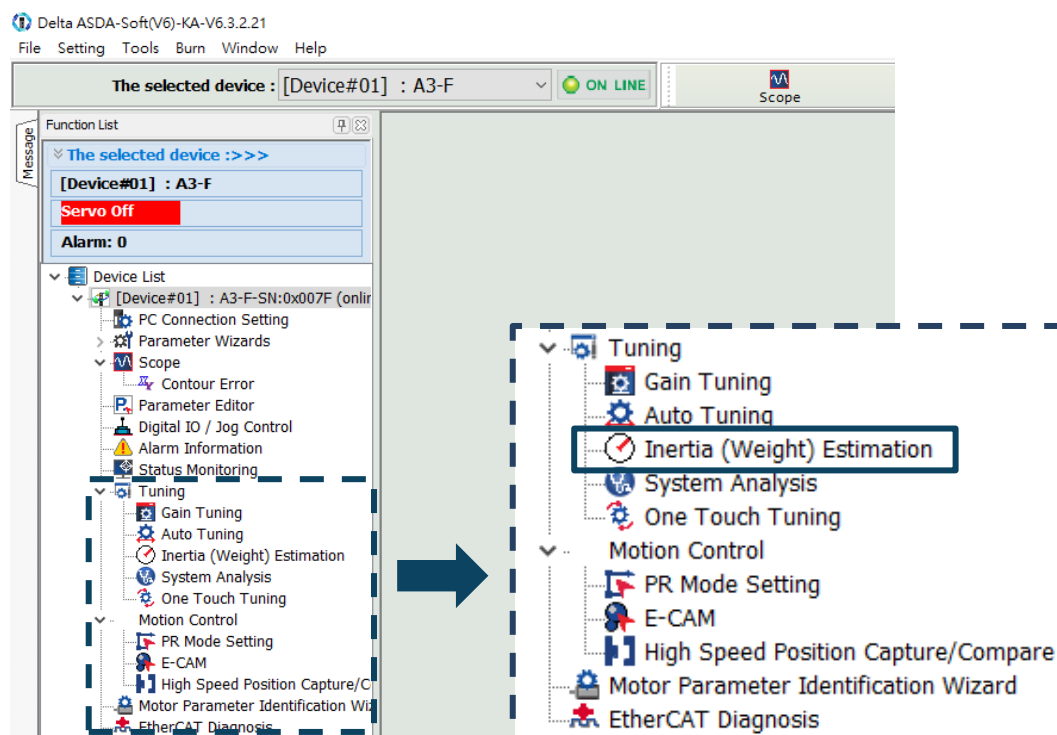 Delta ASDA-Soft(V6)-KA-V6.3.2.21
File Setting Tools Burn Window Help
The selected device : [Device#01] : A3-F ON LINE
Scope
Message
Function List
The selected device :>>>
[Device#01] : A3-F
Servo Off
Alarm: 0
Device List
[Device#01] : A3-F-SN:0x007F (onlin
PC Connection Setting
Parameter Wizards
Scope
Contour Error
Parameter Editor
Digital IO / Jog Control
Alarm Information
Status Monitoring
Tuning
Gain Tuning
Auto Tuning
Inertia (Weight) Estimation
System Analysis
One Touch Tuning
Motion Control
PR Mode Setting
E-CAM
High Speed Position Capture/C
Motor Parameter Identification Wiz
EtherCAT Diagnosis
Tuning
Gain Tuning
Auto Tuning
Inertia (Weight) Estimation
System Analysis
One Touch Tuning
Motion Control
PR Mode Setting
E-CAM
High Speed Position Capture/Compare
Motor Parameter Identification Wizard
EtherCAT Diagnosis